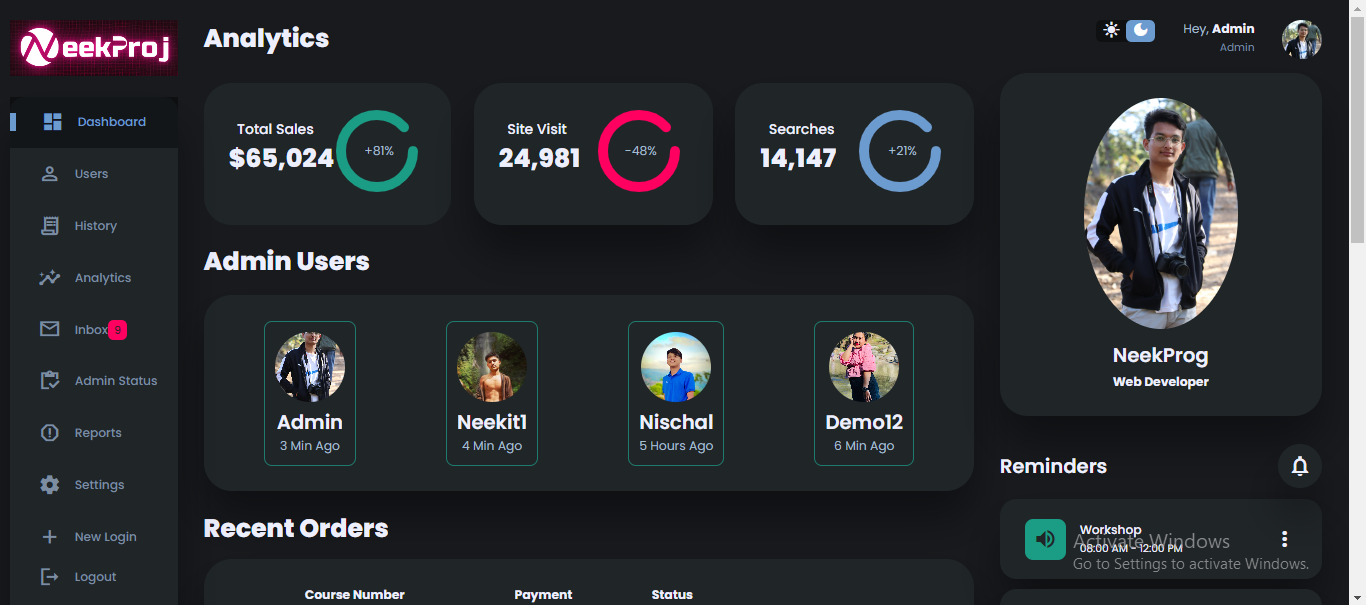 NeekProj
Dashboard
Users
History
Analytics
Inbox 9
Admin Status
Reports
Settings
New Login
Logout
Analytics
Total Sales
$65,024
+81%
Site Visit
24,981
-48%
Searches
14,147
+21%
Admin Users
Admin
3 Min Ago
Neekit1
4 Min Ago
Nischal
5 Hours Ago
Demo12
6 Min Ago
Recent Orders
Course Number Payment Status
Hey, Admin
Admin
NeekProg
Web Developer
Reminders
Workshop
08:00 AM - 12:00 PM
Activate Windows
Go to Settings to activate Windows.